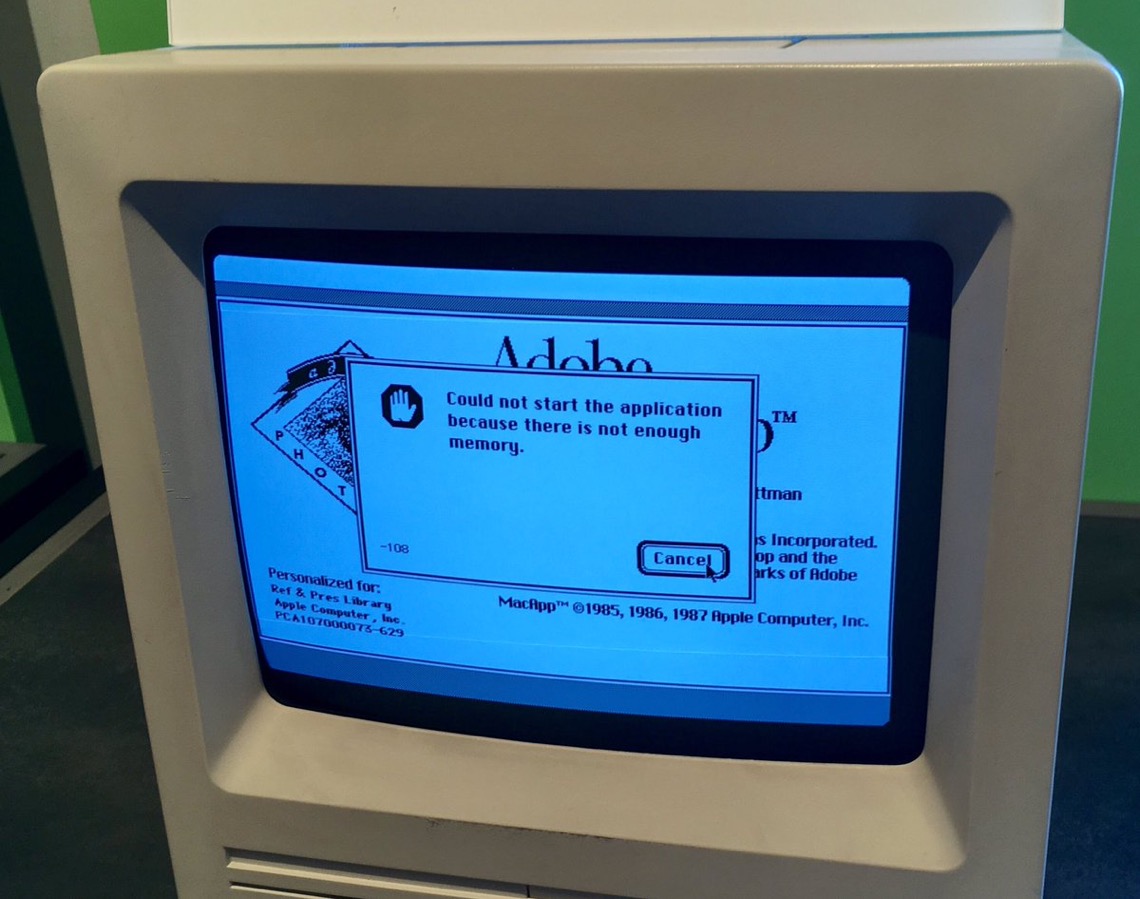 Adobe
™
Could not start the application
because there is not enough
memory.
-108
Cancel
P
H
O
T
ttman
s Incorporated.
op and the
arks of Adobe
Personalized for:
Ref & Pres Library
Apple Computer, Inc.
PCA107000073-629
MacApp™ ©1985, 1986, 1987 Apple Computer, Inc.